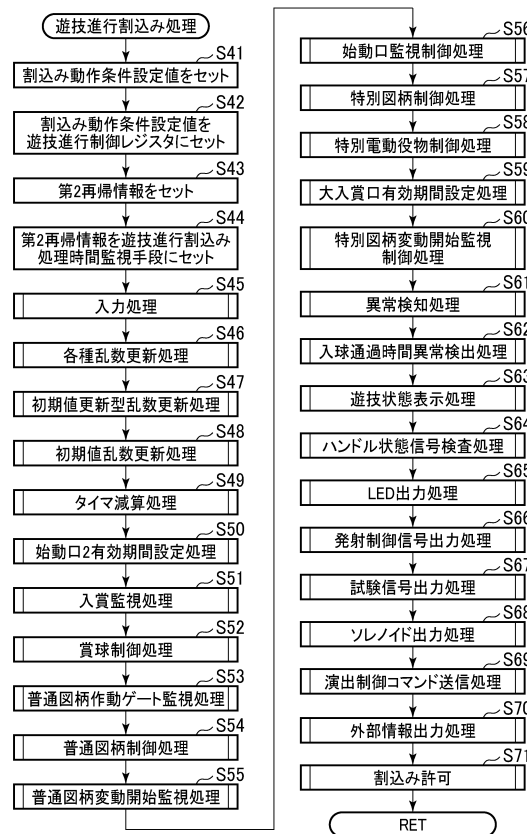 遊技進行割込み処理
S41
割込み動作条件設定値をセット
S42
割込み動作条件設定値を
遊技進行制御レジスタにセット
S43
第2再帰情報をセット
S44
第2再帰情報を遊技進行割込み
処理時間監視手段にセット
S45
入力処理
S46
各種乱数更新処理
S47
初期値更新型乱数更新処理
S48
初期値乱数更新処理
S49
タイマ減算処理
S50
始動口2有効期間設定処理
S51
入賞監視処理
S52
賞球制御処理
S53
普通図柄作動ゲート監視処理
S54
普通図柄制御処理
S55
普通図柄変動開始監視処理
S56
始動口監視制御処理
S57
特別図柄制御処理
S58
特別電動役物制御処理
S59
大入賞口有効期間設定処理
S60
特別図柄変動開始監視
制御処理
S61
異常検知処理
S62
入球通過時間異常検出処理
S63
遊技状態表示処理
S64
ハンドル状態信号検査処理
S65
LED出力処理
S66
発射制御信号出力処理
S67
試験信号出力処理
S68
ソレノイド出力処理
S69
演出制御コマンド送信処理
S70
外部情報出力処理
S71
割込み許可
RET